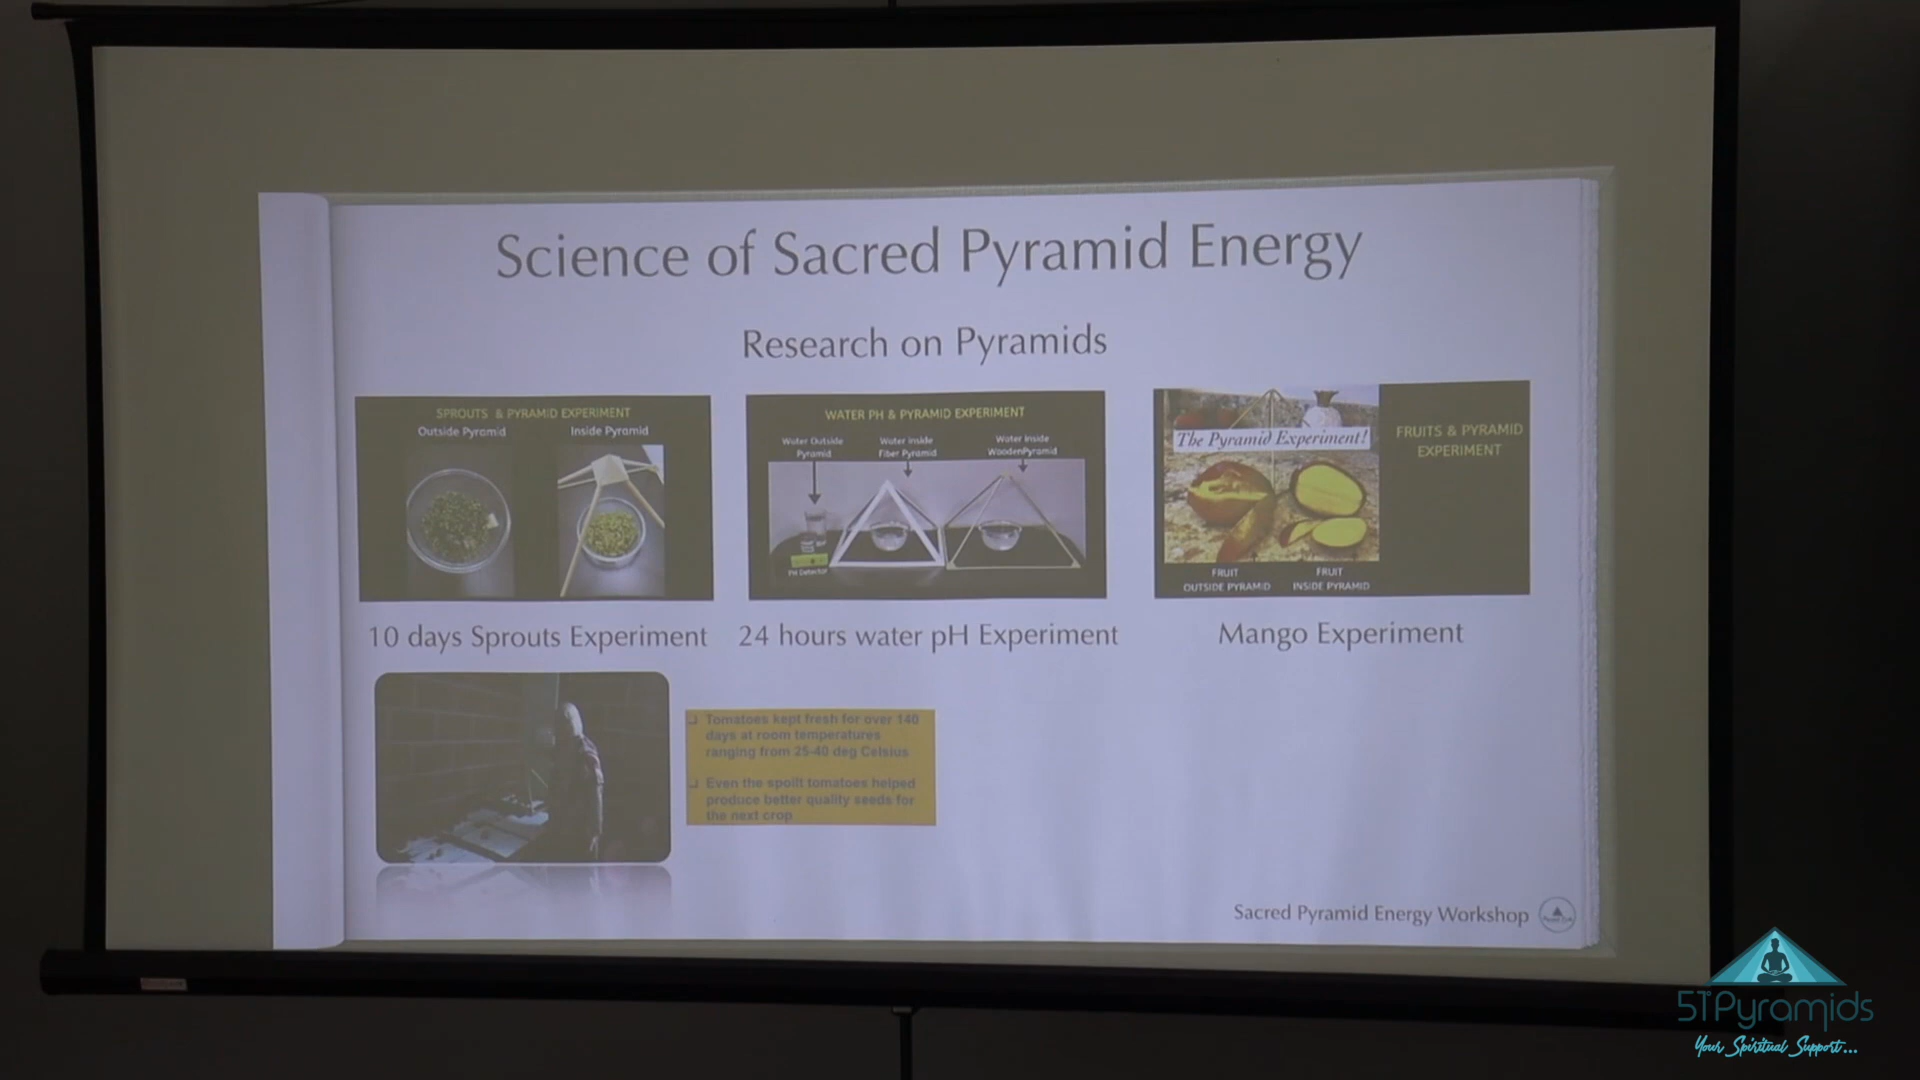 Science of Sacred Pyramid Energy
Research on Pyramids
SPROUTS & PYRAMID EXPERIMENT
Outside Pyramid
Inside Pyramid
WATER PH & PYRAMID EXPERIMENT
Water Outside
Pyramid
Water Inside
Fiber Pyramid
Water Inside
WoodenPyramid
PH Detector
The Pyramid Experiment!
FRUITS & PYRAMID
EXPERIMENT
FRUIT
OUTSIDE PYRAMID
FRUIT
INSIDE PYRAMID
10 days Sprouts Experiment
24 hours water pH Experiment
Mango Experiment
Tomatoes kept fresh for over 140
days at room temperatures
ranging from 25-40 deg Celsius
Even the spoilt tomatoes helped
produce better quality seeds for
the next crop
Sacred Pyramid Energy Workshop
51Pyramids
Your Spiritual Support...